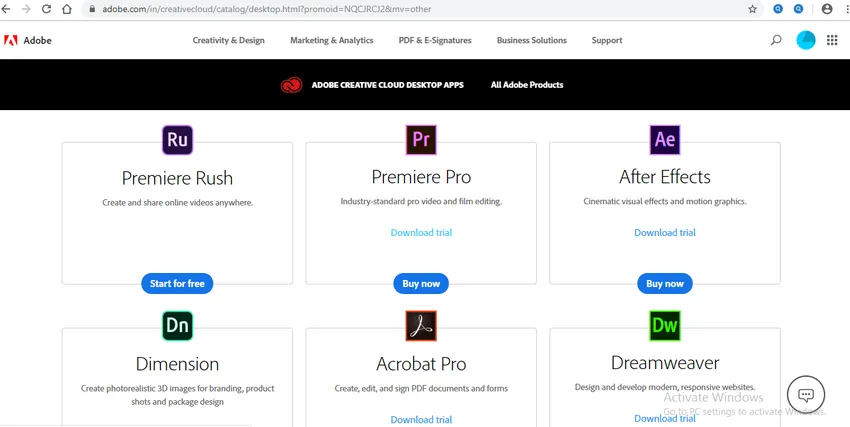 adobe.com/in/creativecloud/catalog/desktop.html?promoid=NQCJRCJ2&mv=other
Adobe
Creativity & Design
Marketing & Analytics
PDF & E-Signatures
Business Solutions
Support
ADOBE CREATIVE CLOUD DESKTOP APPS
All Adobe Products
Ru
Premiere Rush
Create and share online videos anywhere.
Start for free
Pr
Premiere Pro
Industry-standard pro video and film editing.
Download trial
Buy now
Ae
After Effects
Cinematic visual effects and motion graphics.
Download trial
Buy now
Dn
Dimension
Create photorealistic 3D images for branding, product
shots and package design
Acrobat Pro
Create, edit, and sign PDF documents and forms
Download trial
Dw
Dreamweaver
Design and develop modern, responsive websites.
Download trial
Activate Windows
Go to PC settings to activate Windows.